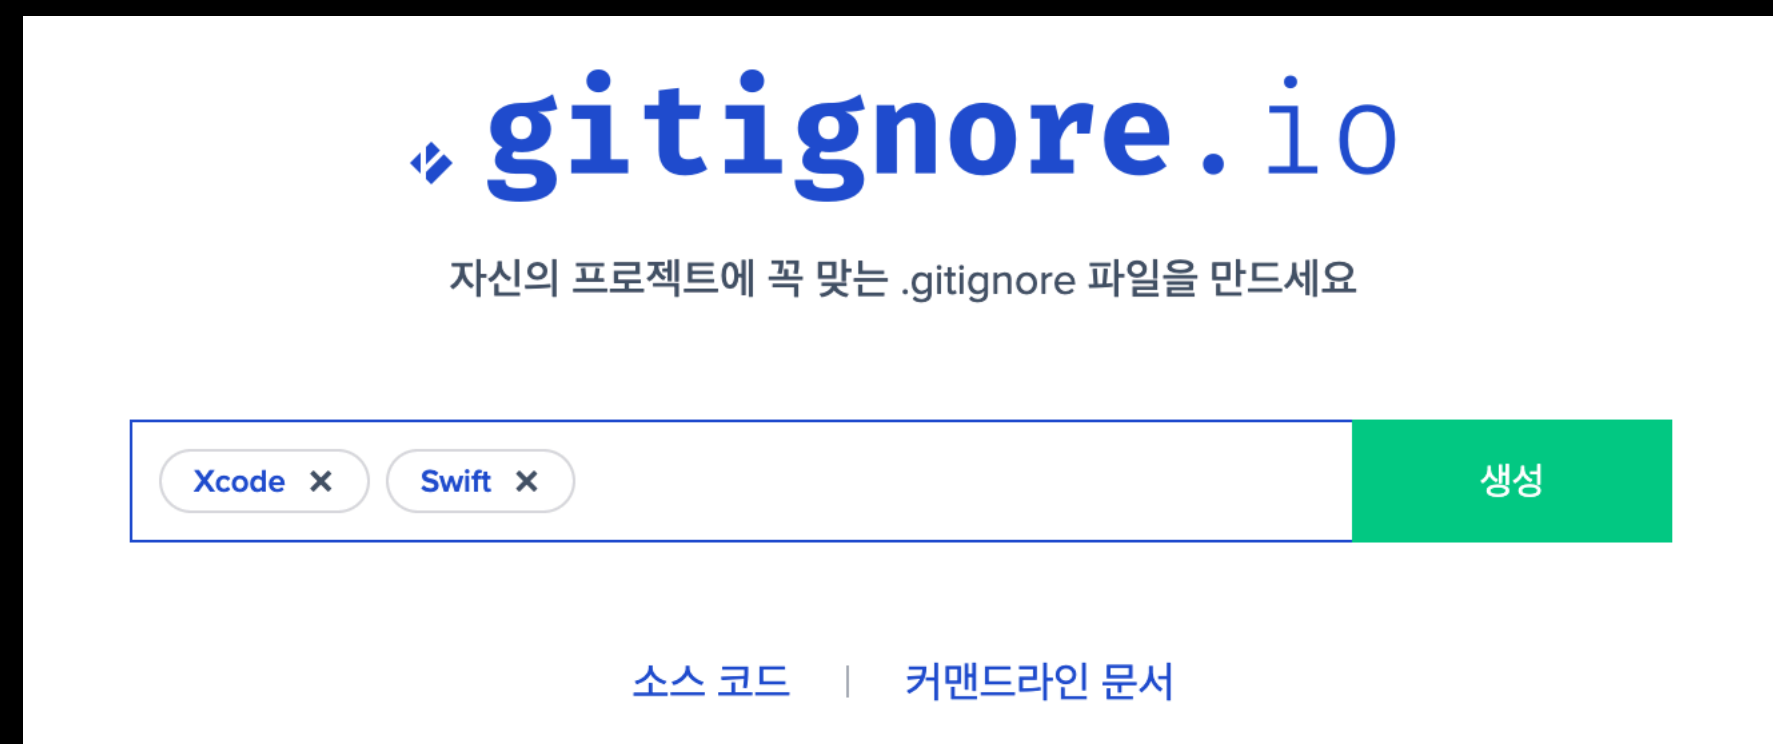 .gitignore.io
자신의 프로젝트에 꼭 맞는 .gitignore 파일을 만드세요
Xcode × Swift × 생성
소스 코드 | 커맨드라인 문서